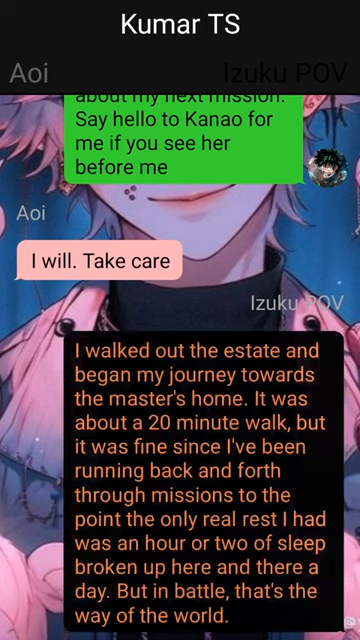 Kumar TS
Aoi
Izuku POV
about my next mission.
Say hello to Kanao for
me if you see her
before me
Aoi
I will. Take care
Izuku POV
I walked out the estate and
began my journey towards
the master's home. It was
about a 20 minute walk, but
it was fine since I've been
running back and forth
through missions to the
point the only real rest I had
was an hour or two of sleep
broken up here and there a
day. But in battle, that's the
way of the world.